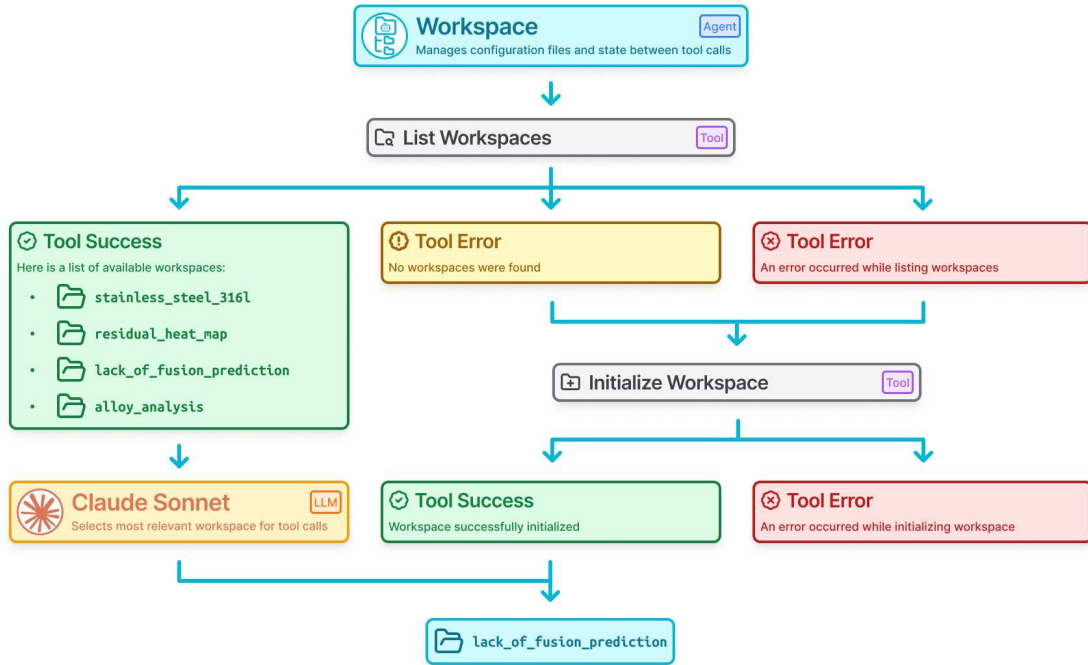 Workspace
Agent
Manages configuration files and state between tool calls
List Workspaces
Tool
Tool Success
Here is a list of available workspaces:
stainless_steel_316l
residual_heat_map
lack_of_fusion_prediction
alloy_analysis
Tool Error
No workspaces were found
Tool Error
An error occurred while listing workspaces
Initialize Workspace
Tool
Claude Sonnet
LLM
Selects most relevant workspace for tool calls
Tool Success
Workspace successfully initialized
Tool Error
An error occurred while initializing workspace
lack_of_fusion_prediction